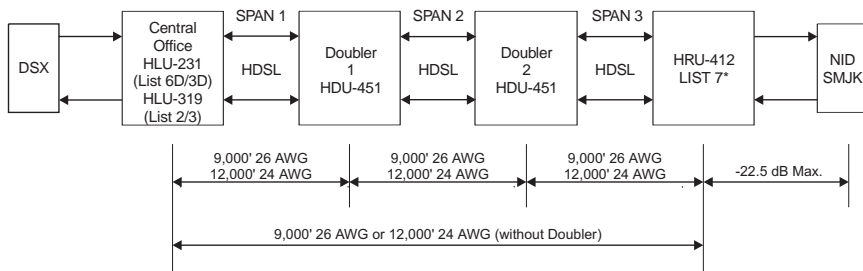 SPAN 1
SPAN 2
SPAN 3
DSX
Central
Office
HLU-231
(List 6D/3D)
HLU-319
(List 2/3)
HDSL
Doubler
1
HDU-451
HDSL
Doubler
2
HDU-451
HDSL
HRU-412
LIST 7*
NID
SMJK
9,000' 26 AWG
12,000' 24 AWG
9,000' 26 AWG
12,000' 24 AWG
9,000' 26 AWG
12,000' 24 AWG
-22.5 dB Max.
9,000' 26 AWG or 12,000' 24 AWG (without Doubler)